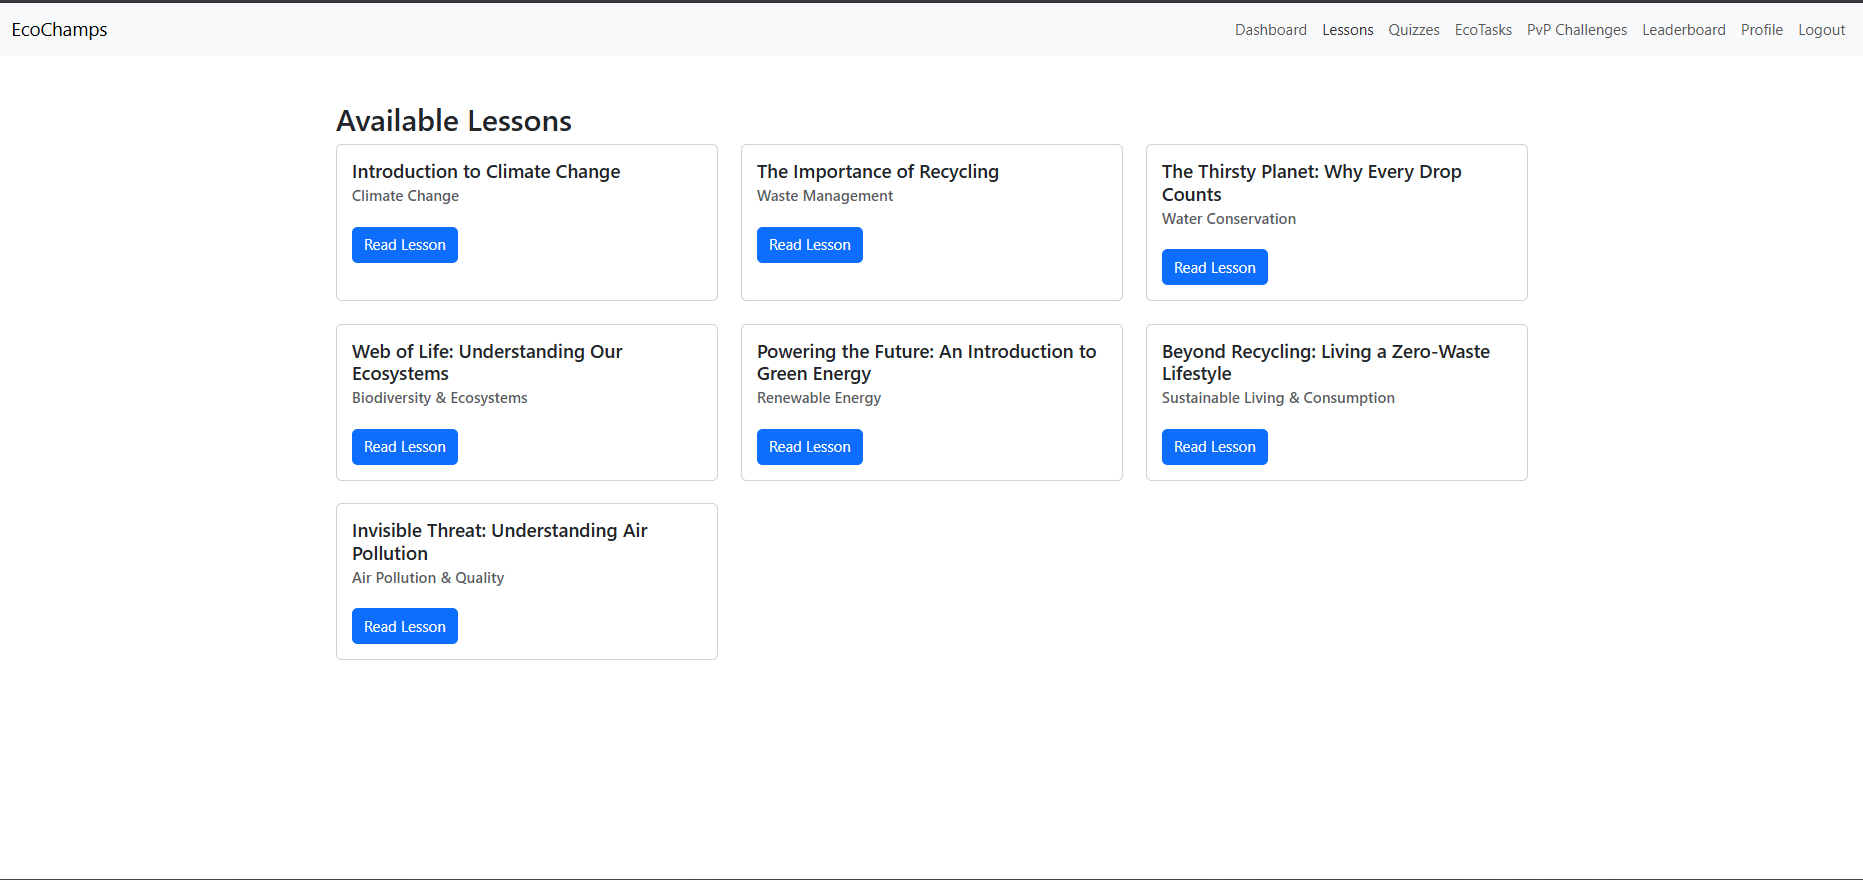 EcoChamps
Dashboard Lessons Quizzes EcoTasks PvP Challenges Leaderboard Profile Logout
Available Lessons
Introduction to Climate Change
Climate Change
Read Lesson
The Importance of Recycling
Waste Management
Read Lesson
The Thirsty Planet: Why Every Drop
Counts
Water Conservation
Read Lesson
Web of Life: Understanding Our
Ecosystems
Biodiversity & Ecosystems
Read Lesson
Powering the Future: An Introduction to
Green Energy
Renewable Energy
Read Lesson
Beyond Recycling: Living a Zero-Waste
Lifestyle
Sustainable Living & Consumption
Read Lesson
Invisible Threat: Understanding Air
Pollution
Air Pollution & Quality
Read Lesson